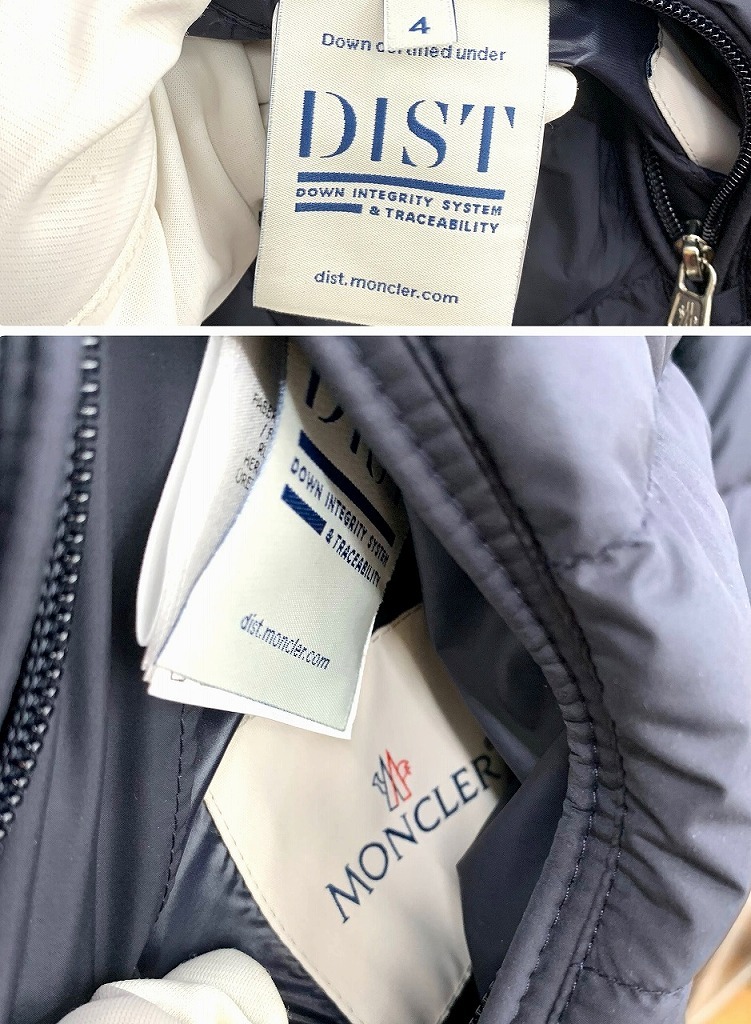 4
Down certified under
DIST
DOWN INTEGRITY SYSTEM
& TRACEABILITY
dist.moncler.com
DOWN INTEGRITY SYSTEM
& TRACEABILITY
dist.moncler.com
MONCLER